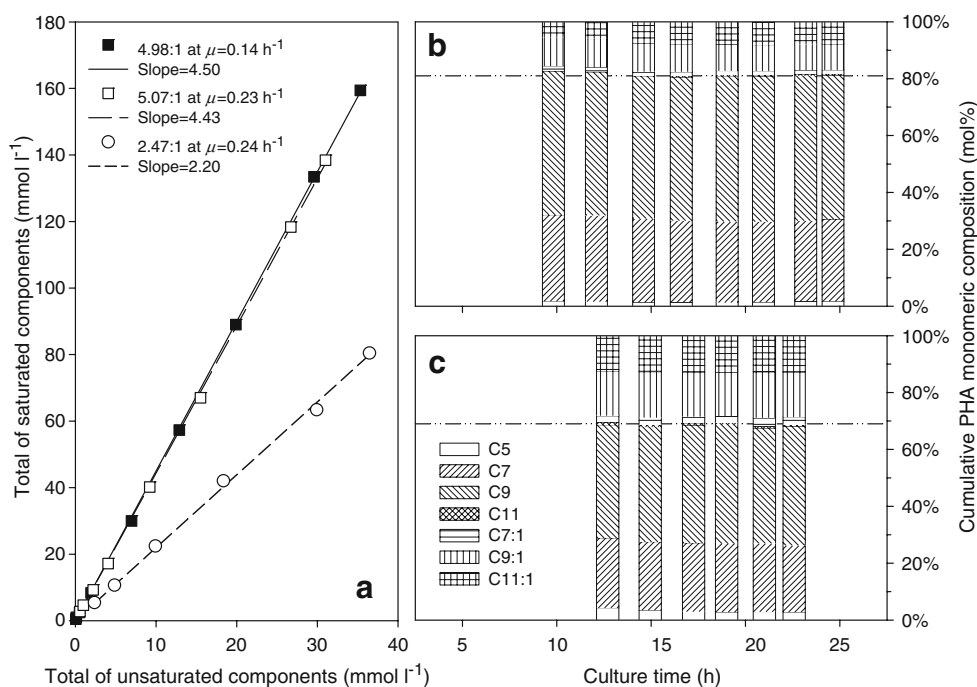 a
Total of saturated components (mmol l-1)
180
160
140
120
100
80
60
40
20
0
4.98:1 at μ=0.14 h-1
Slope=4.50
5.07:1 at μ=0.23 h-1
Slope=4.43
2.47:1 at μ=0.24 h-1
Slope=2.20
0 10 20 30 40
Total of unsaturated components (mmol l-1)
b
100%
80%
60%
40%
20%
0%
c
100%
80%
60%
40%
20%
0%
C5
C7
C9
C11
C7:1
C9:1
C11:1
5 10 15 20 25
Culture time (h)
Cumulative PHA monomeric composition (mol%)